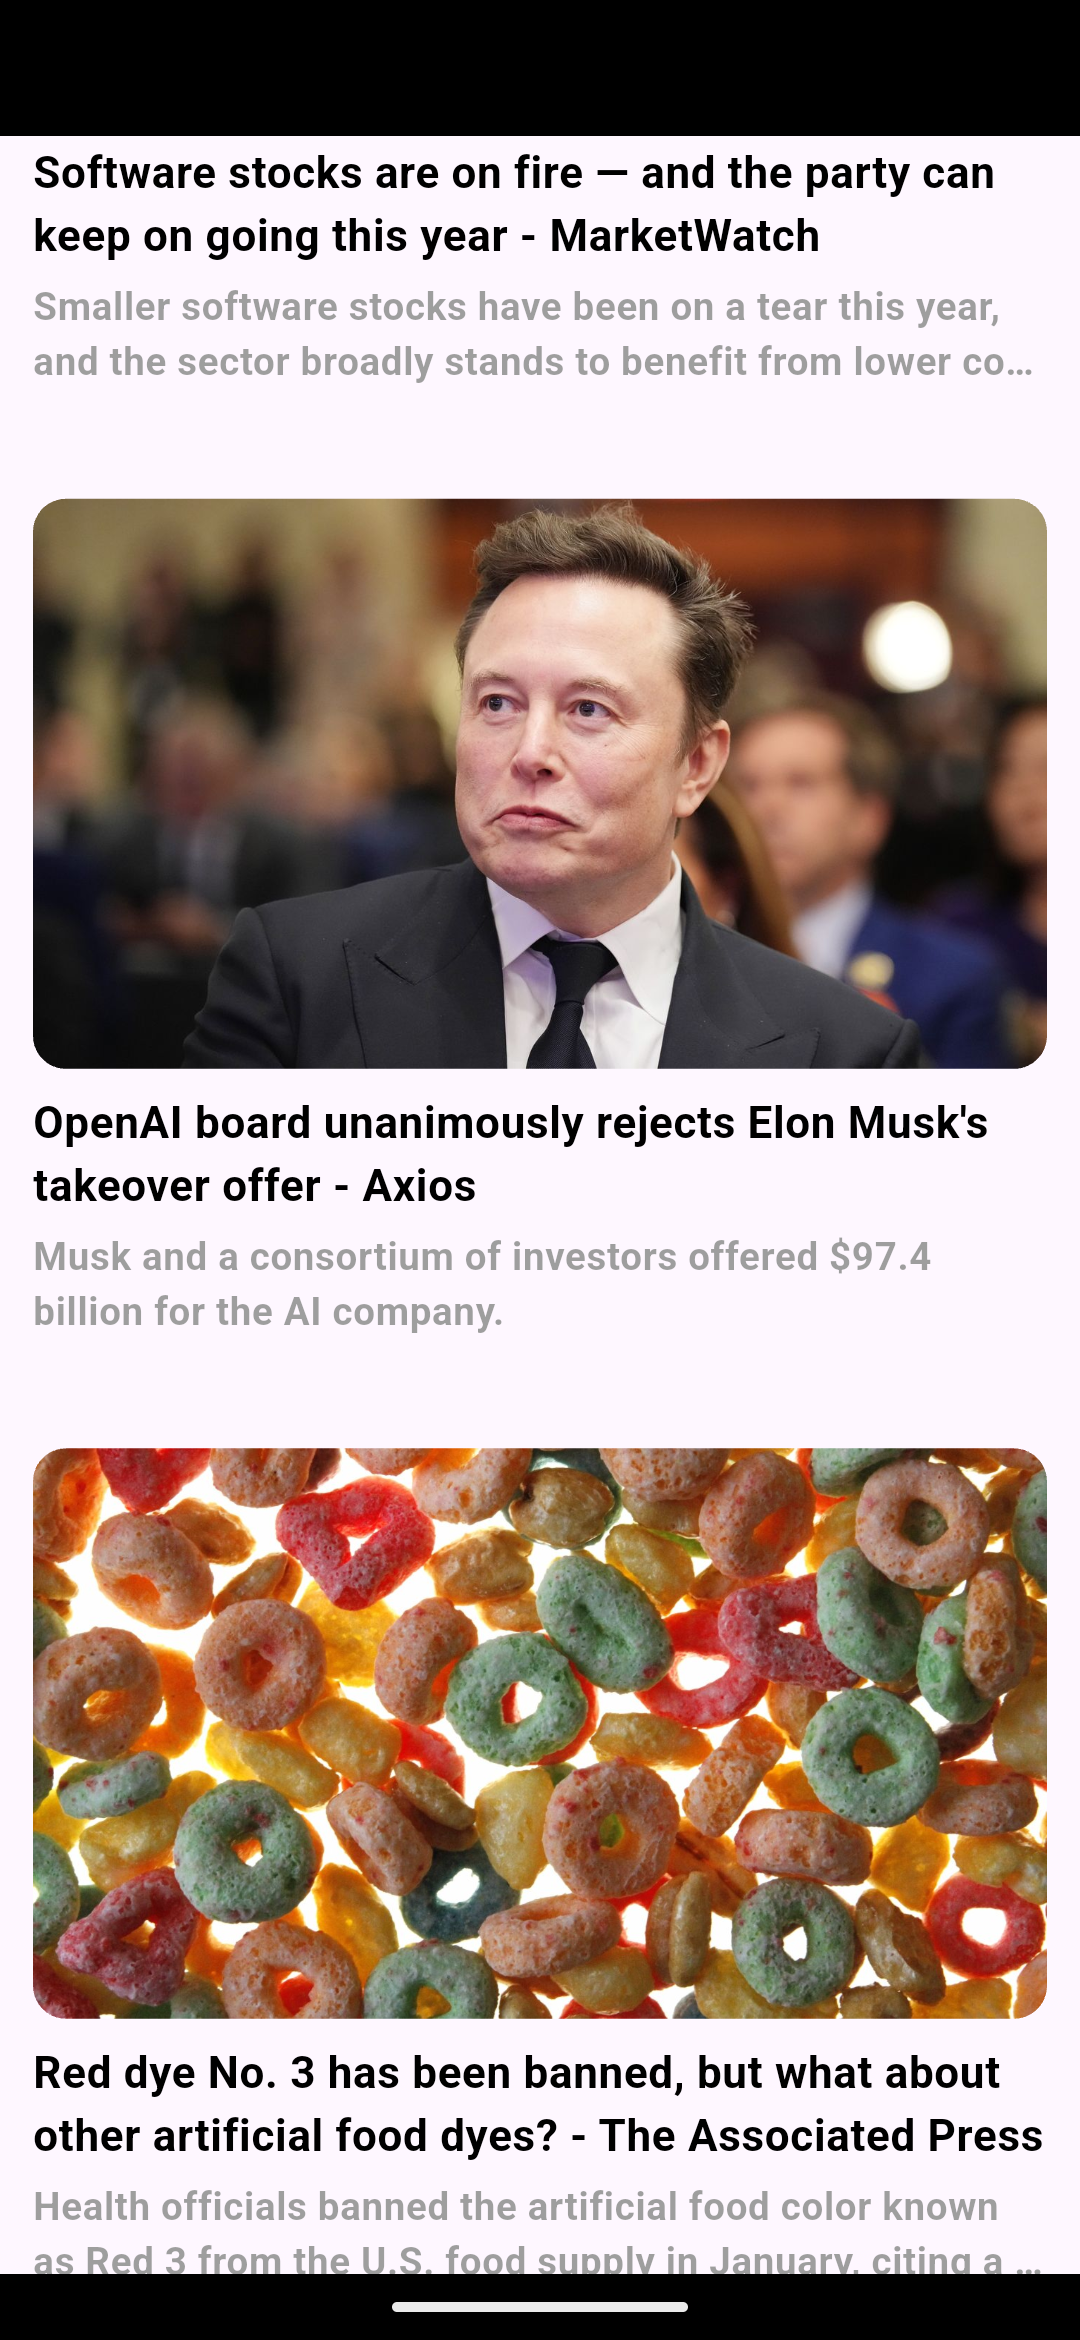 Software stocks are on fire — and the party can
keep on going this year - MarketWatch
Smaller software stocks have been on a tear this year,
and the sector broadly stands to benefit from lower co…
OpenAI board unanimously rejects Elon Musk's
takeover offer - Axios
Musk and a consortium of investors offered $97.4
billion for the AI company.
Red dye No. 3 has been banned, but what about
other artificial food dyes? - The Associated Press
Health officials banned the artificial food color known
as Red 3 from the U.S. food supply in January, citing a …